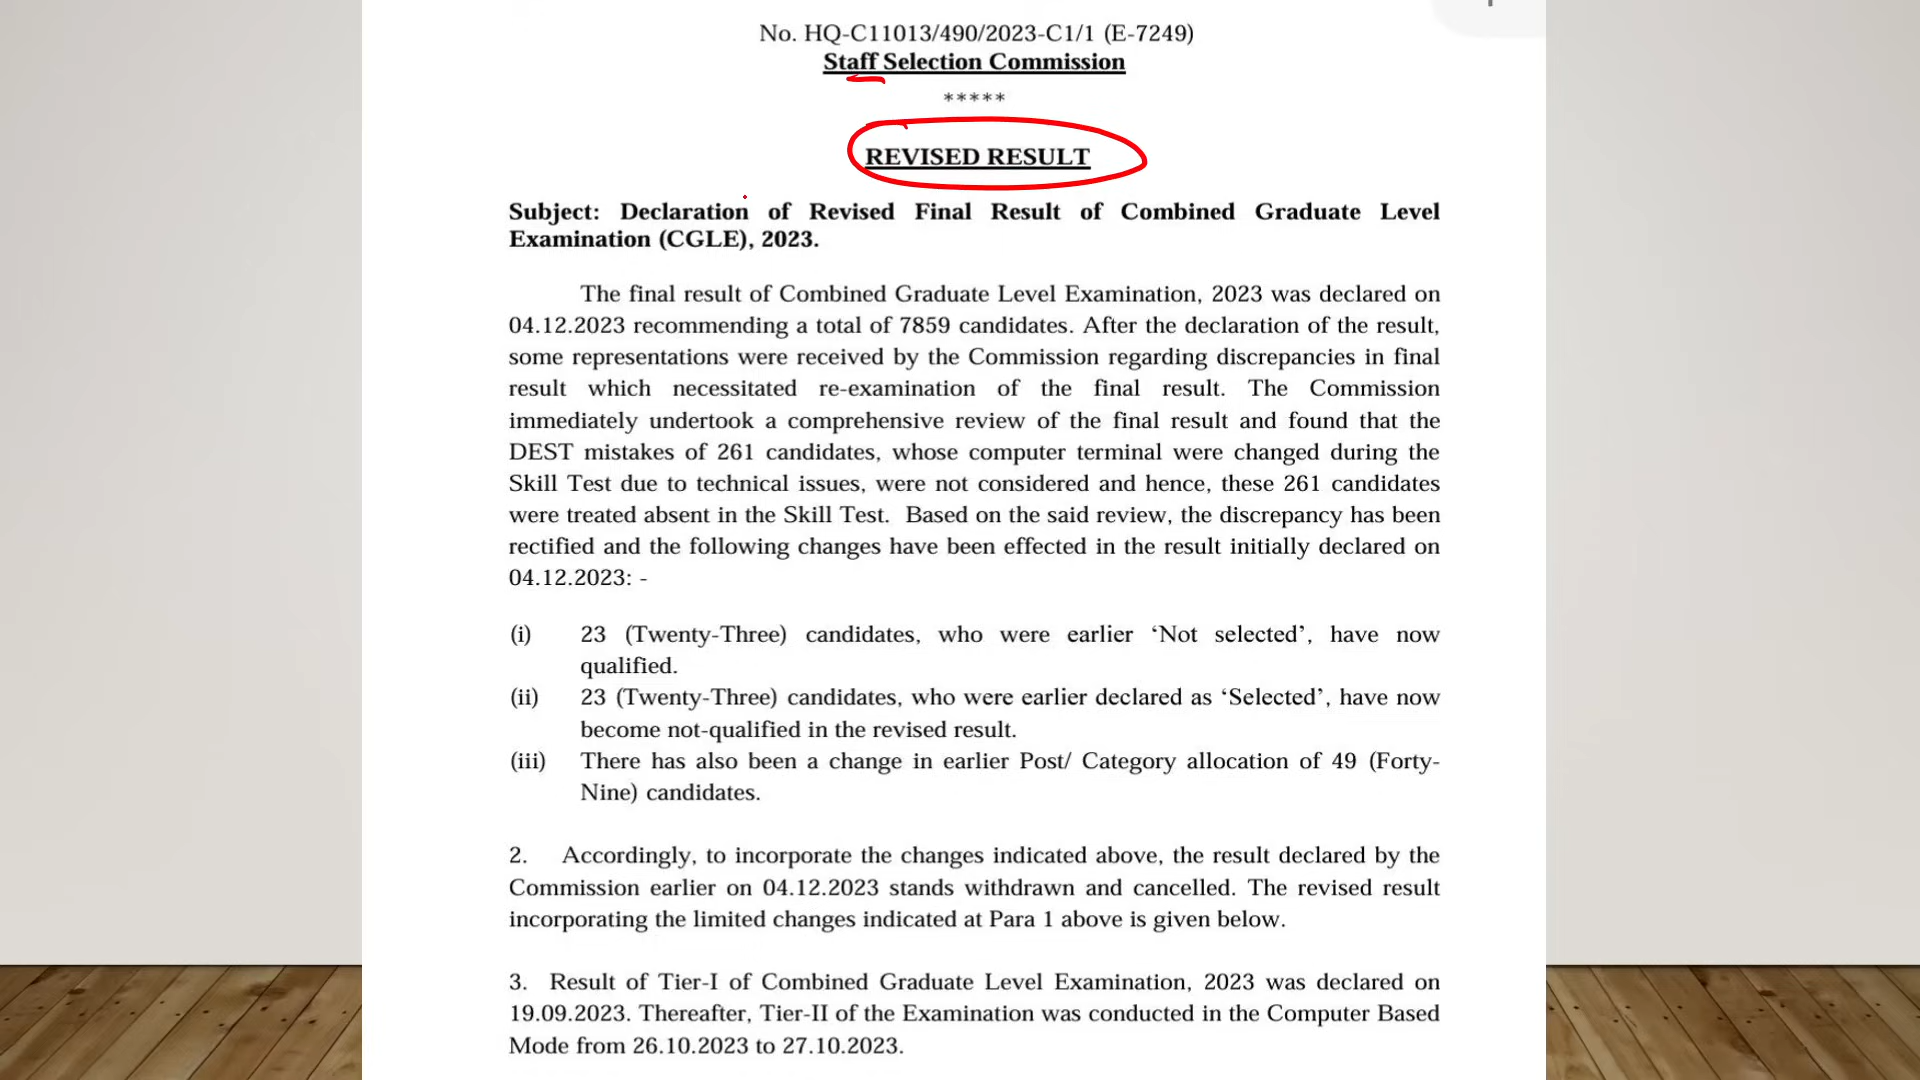 No. HQ-C11013/490/2023-C1/1 (E-7249)
Staff Selection Commission
*****
REVISED RESULT
Subject: Declaration of Revised Final Result of Combined Graduate Level
Examination (CGLE), 2023.
The final result of Combined Graduate Level Examination, 2023 was declared on
04.12.2023 recommending a total of 7859 candidates. After the declaration of the result,
some representations were received by the Commission regarding discrepancies in final
result which necessitated re-examination of the final result. The Commission
immediately undertook a comprehensive review of the final result and found that the
DEST mistakes of 261 candidates, whose computer terminal were changed during the
Skill Test due to technical issues, were not considered and hence, these 261 candidates
were treated absent in the Skill Test. Based on the said review, the discrepancy has been
rectified and the following changes have been effected in the result initially declared on
04.12.2023: -
(i) 23 (Twenty-Three) candidates, who were earlier ‘Not selected’, have now
qualified.
(ii) 23 (Twenty-Three) candidates, who were earlier declared as ‘Selected’, have now
become not-qualified in the revised result.
(iii) There has also been a change in earlier Post/ Category allocation of 49 (Forty-
Nine) candidates.
2. Accordingly, to incorporate the changes indicated above, the result declared by the
Commission earlier on 04.12.2023 stands withdrawn and cancelled. The revised result
incorporating the limited changes indicated at Para 1 above is given below.
3. Result of Tier-I of Combined Graduate Level Examination, 2023 was declared on
19.09.2023. Thereafter, Tier-II of the Examination was conducted in the Computer Based
Mode from 26.10.2023 to 27.10.2023.